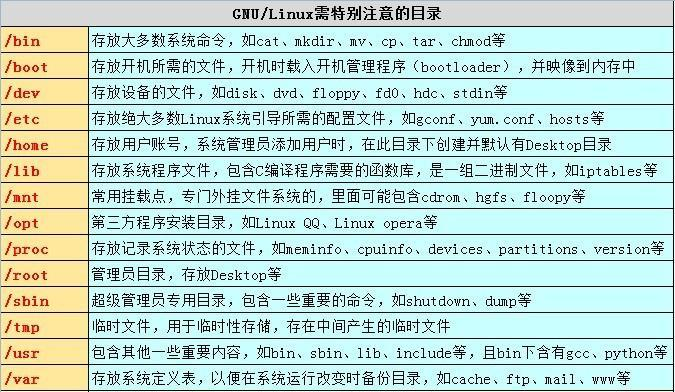 GNU/Linux需特别注意的目录
/bin 存放大多数系统命令，如cat、mkdir、mv、cp、tar、chmod等
/boot 存放开机所需的文件，开机时载入开机管理程序（bootloader），并映像到内存中
/dev 存放设备的文件，如disk、dvd、floppy、fd0、hdc、stdin等
/etc 存放绝大多数Linux系统引导所需的配置文件，如gconf、yum.conf、hosts等
/home 存放用户账号，系统管理员添加用户时，在此目录下创建并默认有Desktop目录
/lib 存放系统程序文件，包含C编译程序需要的函数库，是一组二进制文件，如iptables等
/mnt 常用挂载点，专门外挂文件系统的，里面可能包含cdrom、hgfs、floopy等
/opt 第三方程序安装目录，如Linux QQ、Linux opera等
/proc 存放记录系统状态的文件，如meminfo、cpuinfo、devices、partitions、version等
/root 管理员目录，存放Desktop等
/sbin 超级管理员专用目录，包含一些重要的命令，如shutdown、dump等
/tmp 临时文件，用于临时性存储，存在中间产生的临时文件
/usr 包含其他一些重要内容，如bin、sbin、lib、include等，且bin下含有gcc、python等
/var 存放系统定义表，以便在系统运行改变时备份目录，如cache、ftp、mail、www等